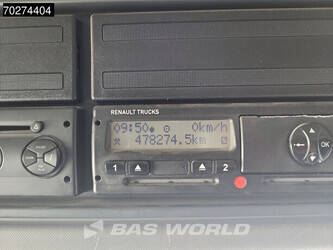 70274404
RENAULT TRUCKS
09:50 0km/h
478274.5km
1 2
OK
BAS WORLD